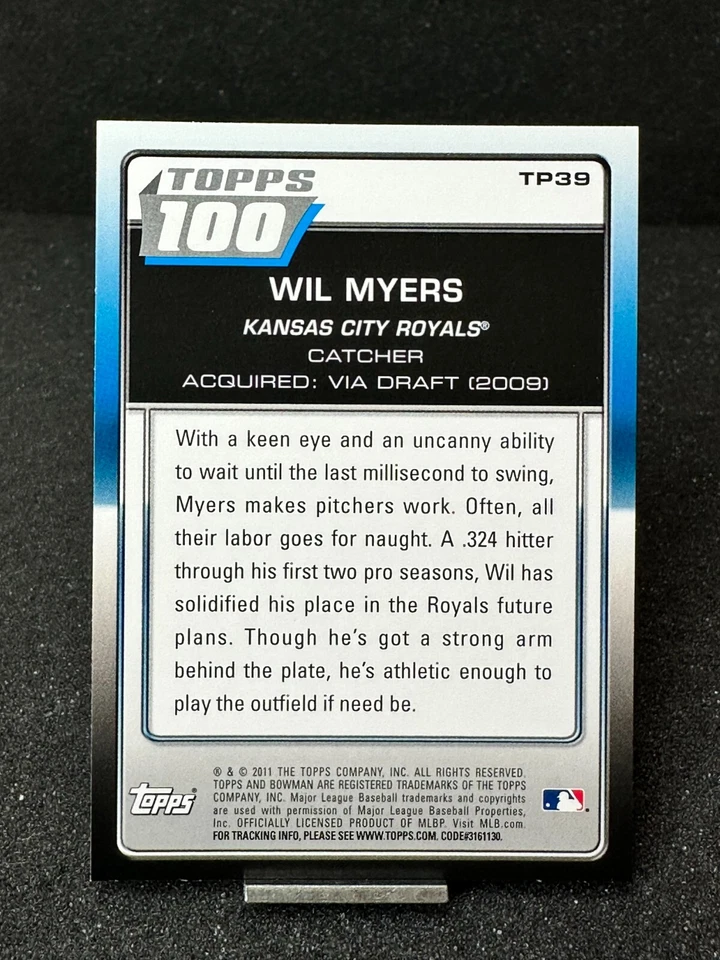 TOPPS
100
TP39
WIL MYERS
KANSAS CITY ROYALS®
CATCHER
ACQUIRED: VIA DRAFT (2009)
With a keen eye and an uncanny ability
to wait until the last millisecond to swing,
Myers makes pitchers work. Often, all
their labor goes for naught. A .324 hitter
through his first two pro seasons, Wil has
solidified his place in the Royals future
plans. Though he's got a strong arm
behind the plate, he's athletic enough to
play the outfield if need be.
topps®
® & © 2011 THE TOPPS COMPANY, INC. ALL RIGHTS RESERVED.
TOPPS AND BOWMAN ARE REGISTERED TRADEMARKS OF THE TOPPS
COMPANY, INC. Major League Baseball trademarks and copyrights
are used with permission of Major League Baseball Properties,
Inc. OFFICIALLY LICENSED PRODUCT OF MLBP. Visit MLB.com.
FOR TRACKING INFO, PLEASE SEE WWW.TOPPS.COM. CODE#3161130.